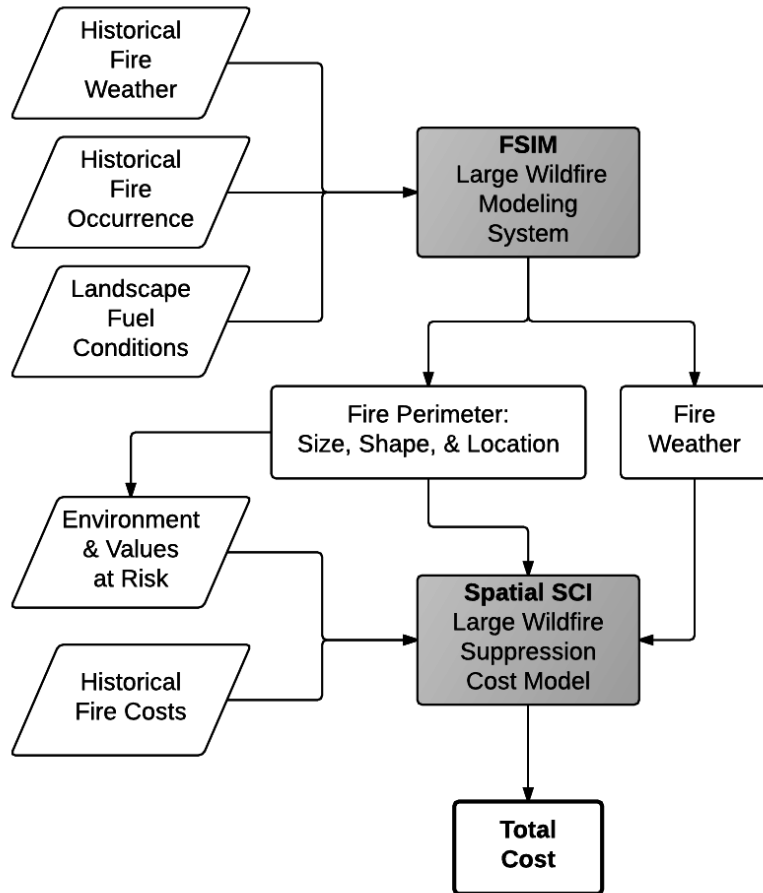 Historical
Fire
Weather
Historical
Fire
Occurrence
Landscape
Fuel
Conditions
FSIM
Large Wildfire
Modeling
System
Fire Perimeter:
Size, Shape, & Location
Fire
Weather
Environment
& Values
at Risk
Historical
Fire Costs
Spatial SCI
Large Wildfire
Suppression
Cost Model
Total
Cost